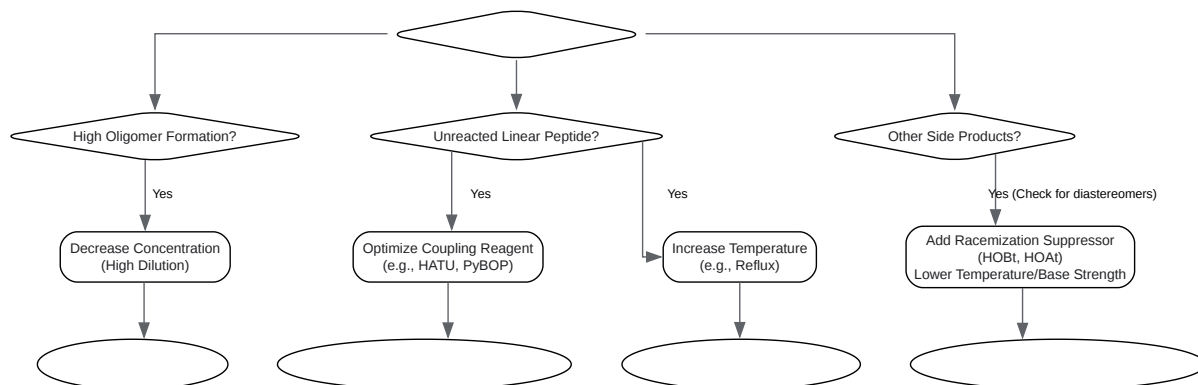 High Oligomer Formation?
Unreacted Linear Peptide?
Other Side Products?
Yes
Yes
Yes
Yes (Check for diastereomers)
Decrease Concentration
(High Dilution)
Optimize Coupling Reagent
(e.g., HATU, PyBOP)
Increase Temperature
(e.g., Reflux)
Add Racemization Suppressor
(HOBt, HOAt)
Lower Temperature/Base Strength